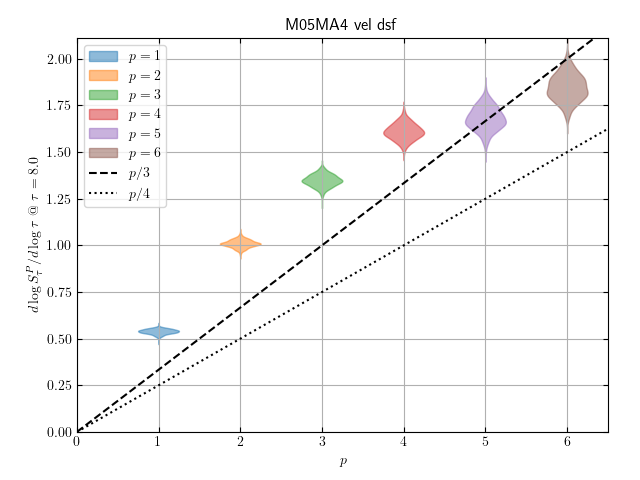 M05MA4 vel dsf
p = 1
p = 2
p = 3
p = 4
p = 5
p = 6
p/3
p/4
d log S_τ^P / d log τ @ τ = 8.0
2.00
1.75
1.50
1.25
1.00
0.75
0.50
0.25
0.00
0 1 2 3 4 5 6
p